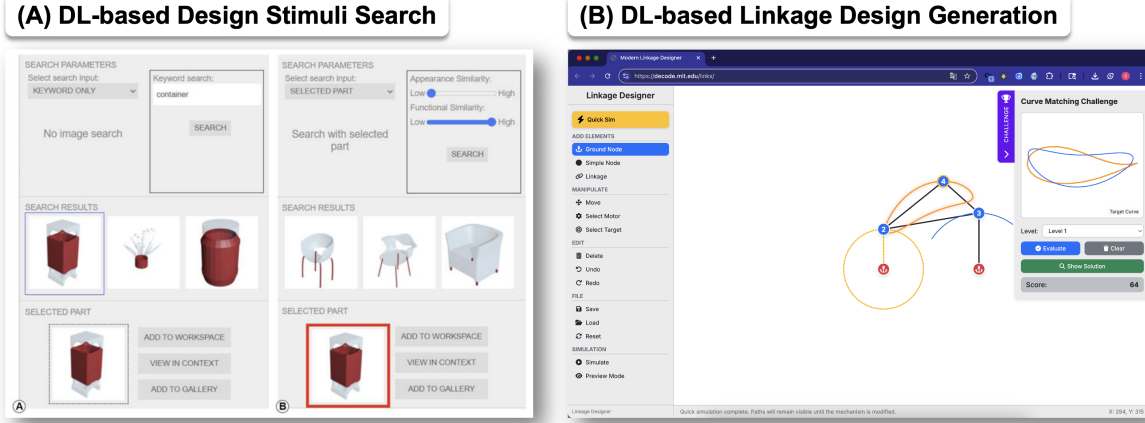 (A) DL-based Design Stimuli Search
SEARCH PARAMETERS
Select search input:
KEYWORD ONLY
No image search
Keyword search:
container
SEARCH
SEARCH RESULTS
SELECTED PART
ADD TO WORKSPACE
VIEW IN CONTEXT
ADD TO GALLERY
A
SEARCH PARAMETERS
Select search input:
SELECTED PART
Search with selected
part
Appearance Similarity:
Low High
Functional Similarity:
Low High
SEARCH
SEARCH RESULTS
SELECTED PART
ADD TO WORKSPACE
VIEW IN CONTEXT
ADD TO GALLERY
B
(B) DL-based Linkage Design Generation
Modern Linkage Designer
https://decode.mit.edu/links/
Linkage Designer
Quick Sim
ADD ELEMENTS
Ground Node
Simple Node
Linkage
MANIPULATE
Move
Select Motor
Select Target
EDIT
Delete
Undo
Redo
FILE
Save
Load
Reset
SIMULATION
Simulate
Preview Mode
Linkage Designer
4
3
2
CHALLENGE
Curve Matching Challenge
Target Curve
Level: Level 1
Evaluate Clear
Show Solution
Score: 64
Quick simulation complete. Paths will remain visible until the mechanism is modified.
X: 294, Y: 315